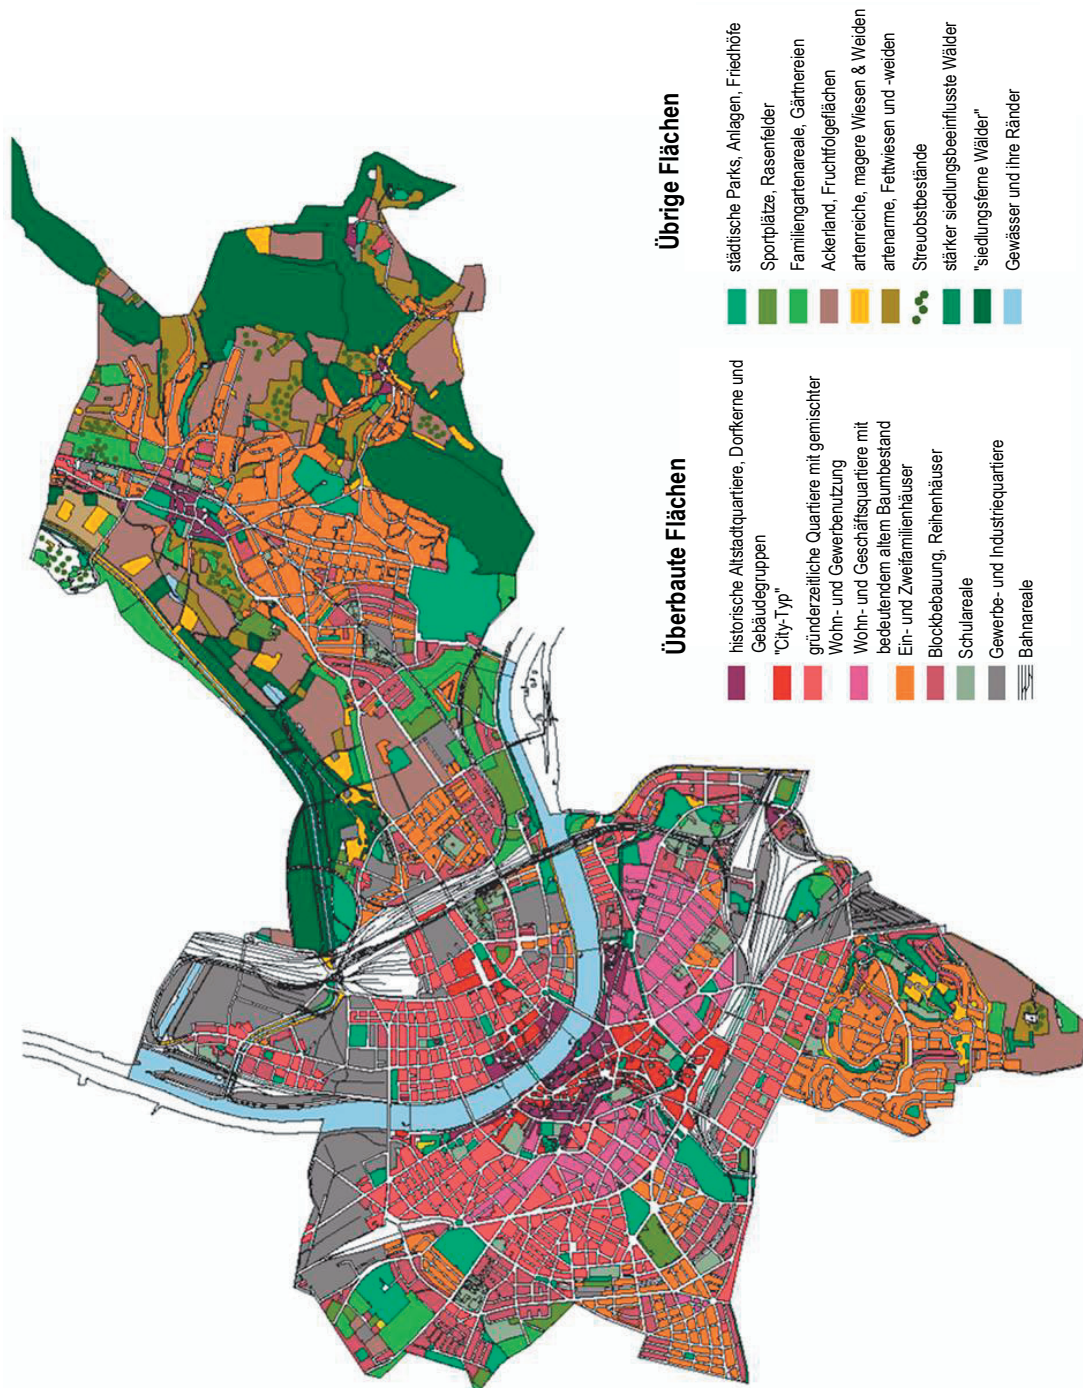 Überbaute Flächen
historische Altstadtquartiere, Dorfkerne und
Gebäudegruppen
"City-Typ"
gründerzeitliche Quartiere mit gemischter
Wohn- und Gewerbenutzung
Wohn- und Geschäftsquartiere mit
bedeutendem altem Baumbestand
Ein- und Zweifamilienhäuser
Blockbebauung, Reihenhäuser
Schulareale
Gewerbe- und Industriequartiere
Bahnareale
Übrige Flächen
städtische Parks, Anlagen, Friedhöfe
Sportplätze, Rasenfelder
Familiengartenareale, Gärtnereien
Ackerland, Fruchtfolgeflächen
artenreiche, magere Wiesen & Weiden
artenarme, Fettwiesen und -weiden
Streuobstbestände
stärker siedlungsbeeinflusste Wälder
"siedlungsferne Wälder"
Gewässer und ihre Ränder